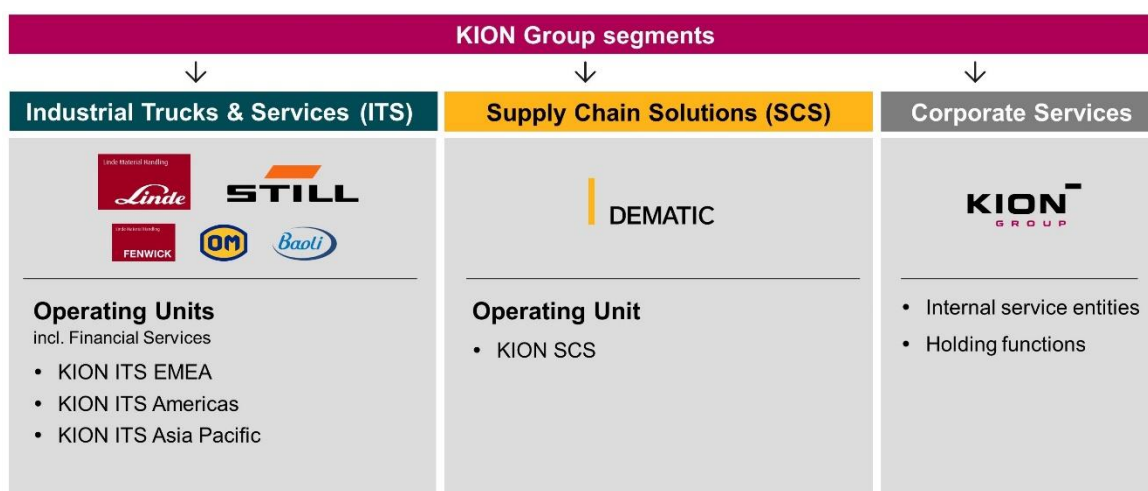 KION Group segments
Industrial Trucks & Services (ITS)
Linde Material Handling
Linde
STILL
Linde Material Handling
FENWICK
OM
Baoli
Operating Units
incl. Financial Services
• KION ITS EMEA
• KION ITS Americas
• KION ITS Asia Pacific
Supply Chain Solutions (SCS)
DEMATIC
Operating Unit
• KION SCS
Corporate Services
KION
GROUP
• Internal service entities
• Holding functions